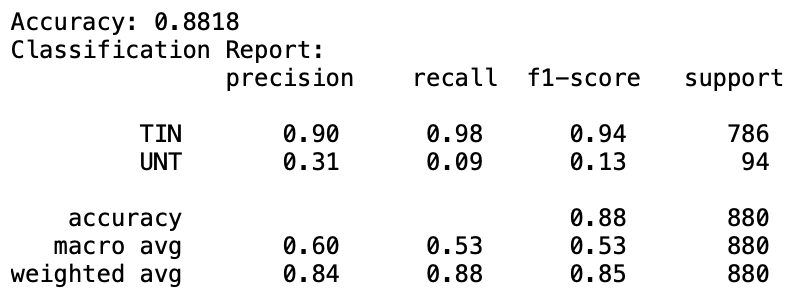 Accuracy: 0.8818
Classification Report:
precision recall f1-score support
TIN 0.90 0.98 0.94 786
UNT 0.31 0.09 0.13 94
accuracy 0.88 880
macro avg 0.60 0.53 0.53 880
weighted avg 0.84 0.88 0.85 880